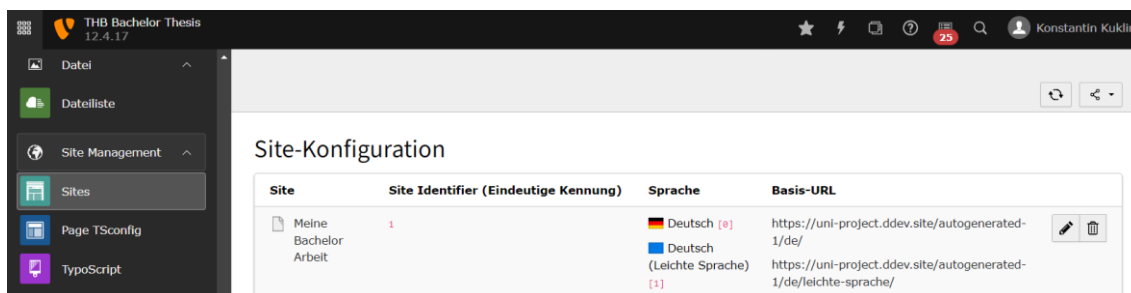 THB Bachelor Thesis
12.4.17
25
Konstantin Kuklin
Datei
Dateiliste
Site Management
Sites
Page TSconfig
TypoScript
Site-Konfiguration
Site Site Identifier (Eindeutige Kennung) Sprache Basis-URL
Meine
Bachelor
Arbeit
1
Deutsch [0]
Deutsch
(Leichte Sprache)
[1]
https://uni-project.ddev.site/autogenerated-
1/de/
https://uni-project.ddev.site/autogenerated-
1/de/leichte-sprache/